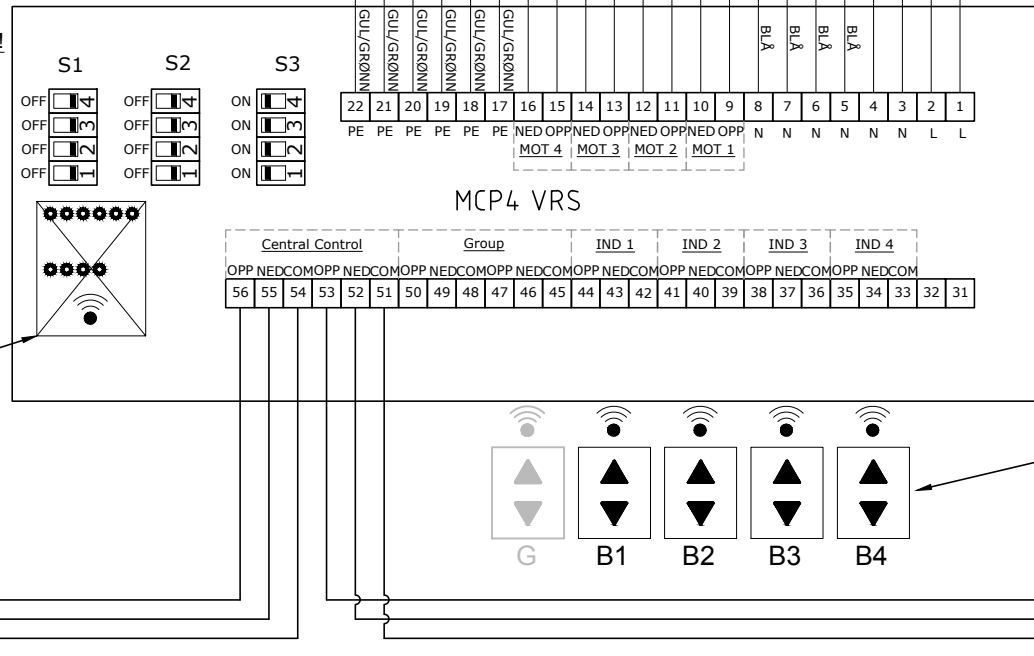 !
GUL/GRØNN GUL/GRØNN GUL/GRØNN GUL/GRØNN GUL/GRØNN GUL/GRØNN BLÅ BLÅ BLÅ BLÅ
S1 S2 S3
OFF 4 OFF 4 ON 4
OFF 3 OFF 3 ON 3
OFF 2 OFF 2 ON 2
OFF 1 OFF 1 ON 1
22 21 20 19 18 17 16 15 14 13 12 11 10 9 8 7 6 5 4 3 2 1
PE PE PE PE PE PE NED OPP NED OPP NED OPP NED OPP N N N N N N L L
MOT 4 MOT 3 MOT 2 MOT 1
MCP4 VRS
Central Control Group IND 1 IND 2 IND 3 IND 4
OPP NED COM OPP NED COM OPP NED COM OPP NED COM OPP NED COM OPP NED COM OPP NED COM OPP NED COM
56 55 54 53 52 51 50 49 48 47 46 45 44 43 42 41 40 39 38 37 36 35 34 33 32 31
G B1 B2 B3 B4